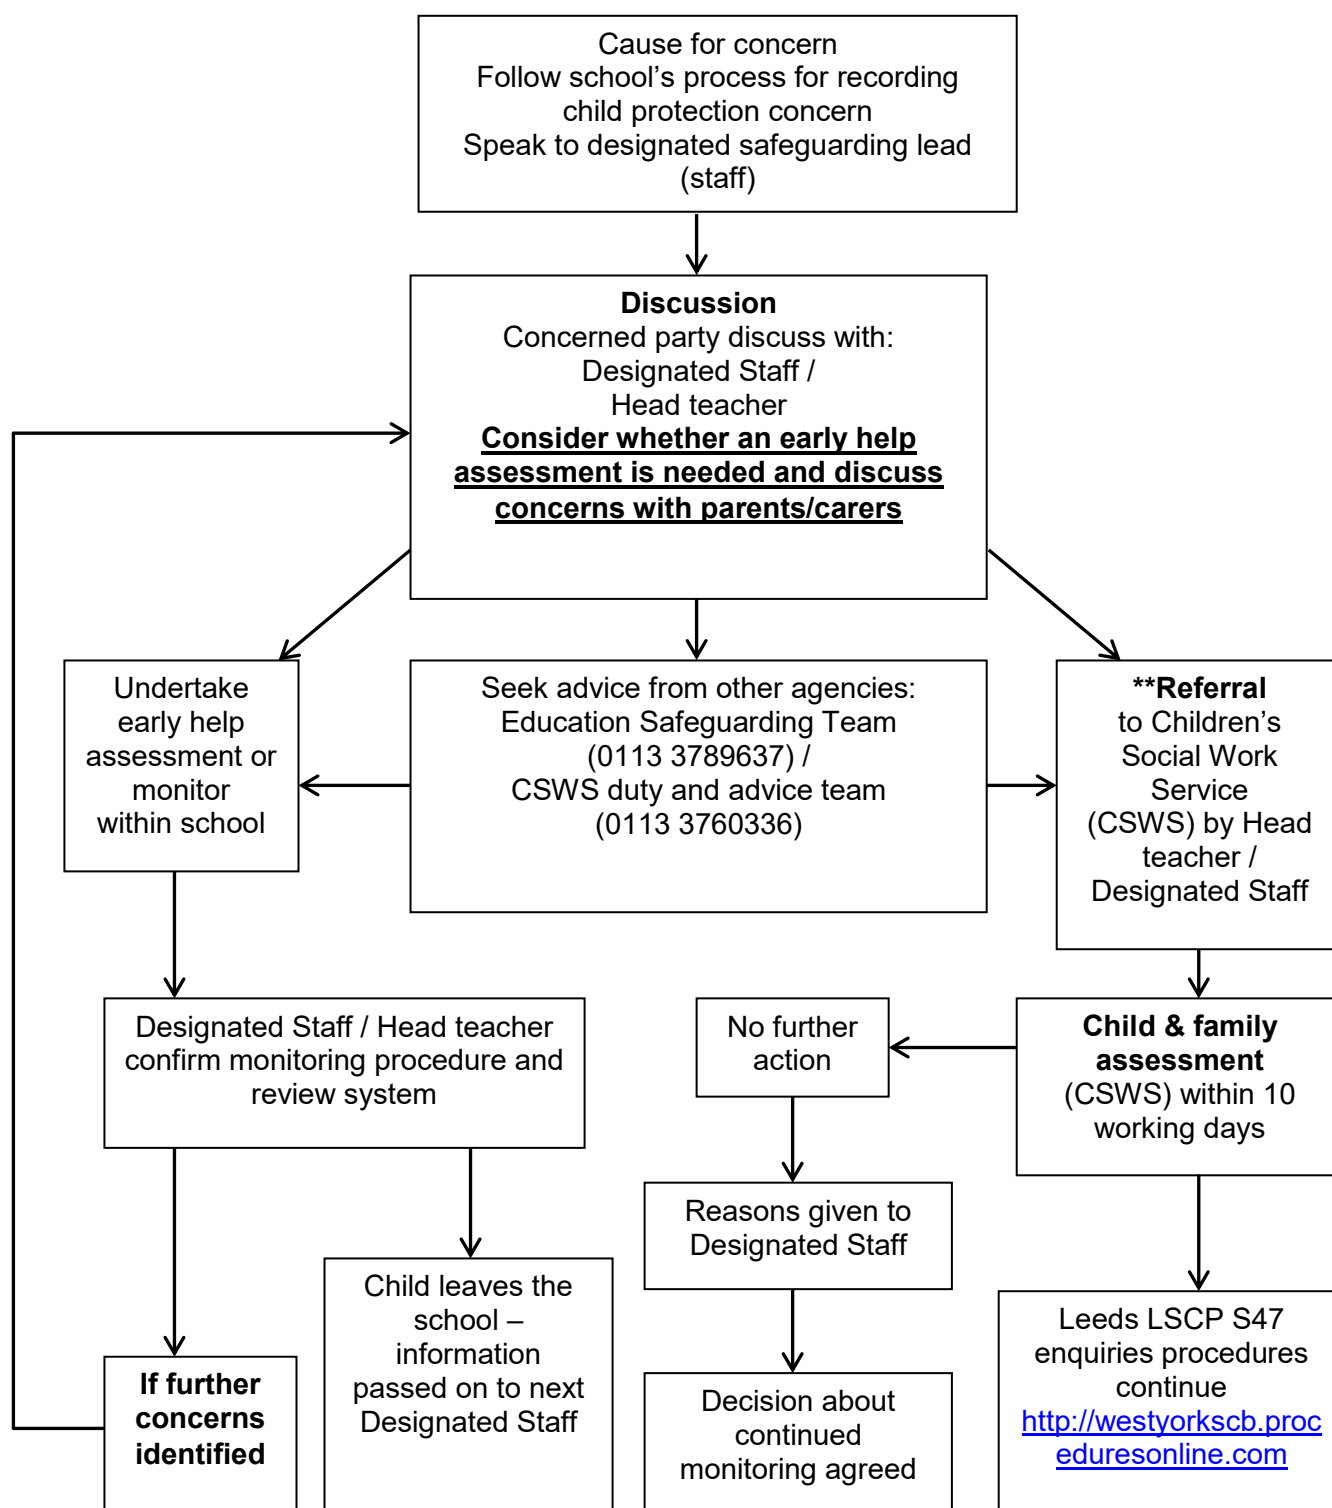 Cause for concern
Follow school’s process for recording
child protection concern
Speak to designated safeguarding lead
(staff)
Discussion
Concerned party discuss with:
Designated Staff /
Head teacher
Consider whether an early help
assessment is needed and discuss
concerns with parents/carers
Undertake
early help
assessment or
monitor
within school
Seek advice from other agencies:
Education Safeguarding Team
(0113 3789637) /
CSWS duty and advice team
(0113 3760336)
**Referral
to Children’s
Social Work
Service
(CSWS) by Head
teacher /
Designated Staff
Designated Staff / Head teacher
confirm monitoring procedure and
review system
No further
action
Child & family
assessment
(CSWS) within 10
working days
Reasons given to
Designated Staff
Child leaves the
school –
information
passed on to next
Designated Staff
Leeds LSCP S47
enquiries procedures
continue
http://westyorkscb.proc
eduresonline.com
If further
concerns
identified
Decision about
continued
monitoring agreed